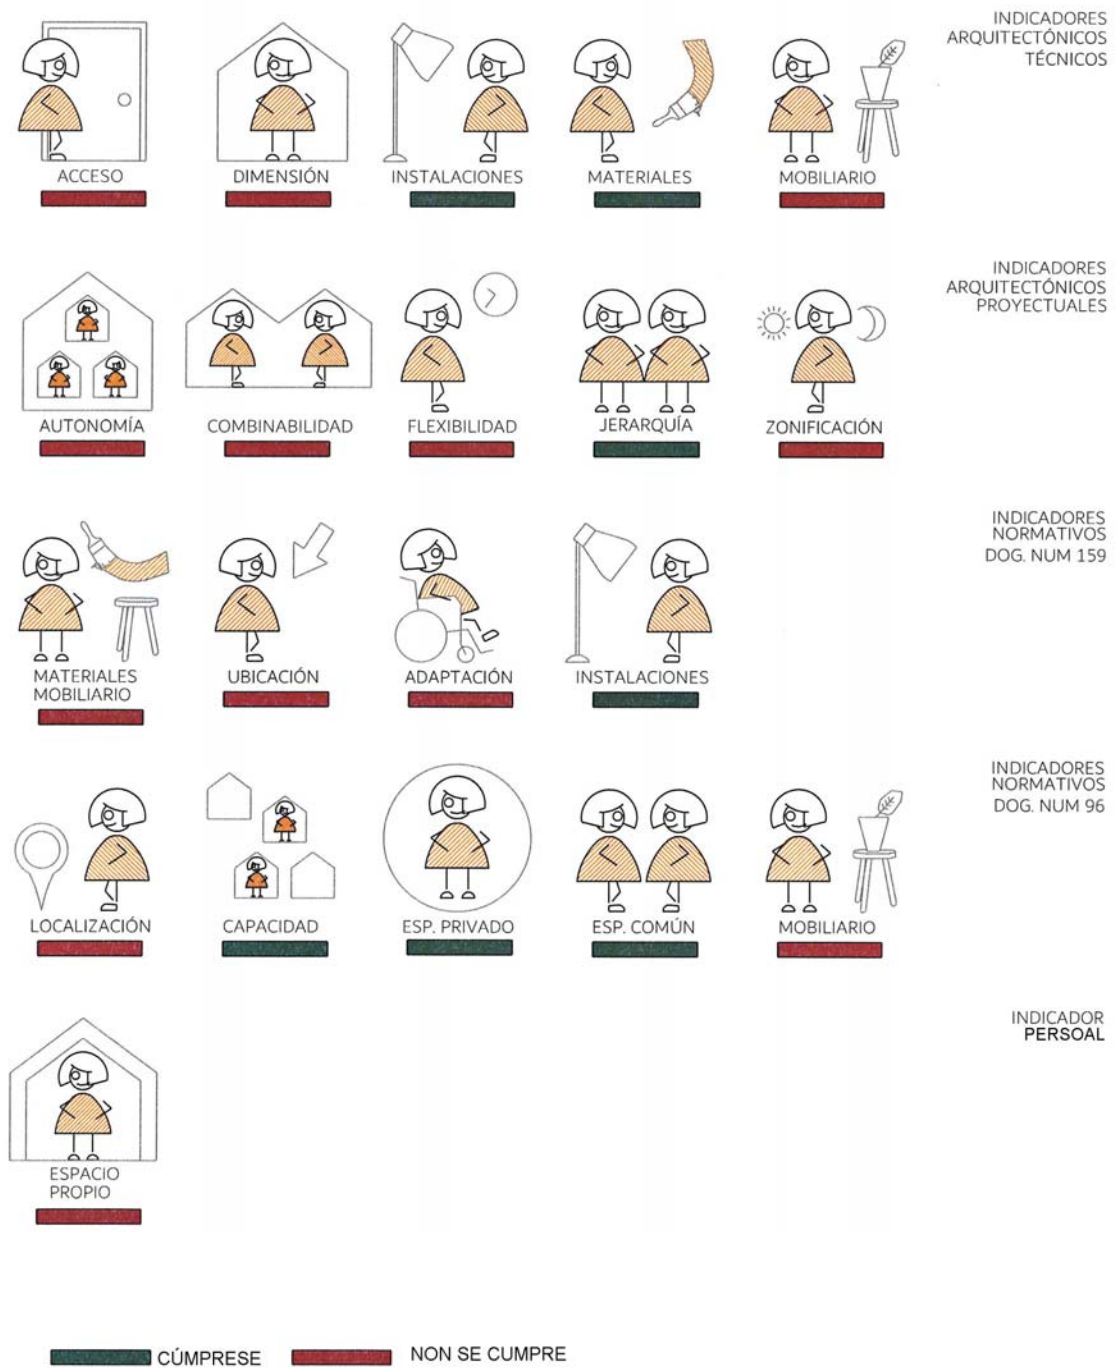 INDICADORES
ARQUITECTÓNICOS
TÉCNICOS
ACCESO
DIMENSIÓN
INSTALACIONES
MATERIALES
MOBILIARIO
INDICADORES
ARQUITECTÓNICOS
PROYECTUALES
AUTONOMÍA
COMBINABILIDAD
FLEXIBILIDAD
JERARQUÍA
ZONIFICACIÓN
INDICADORES
NORMATIVOS
DOG. NUM 159
MATERIALES
MOBILIARIO
UBICACIÓN
ADAPTACIÓN
INSTALACIONES
INDICADORES
NORMATIVOS
DOG. NUM 96
LOCALIZACIÓN
CAPACIDAD
ESP. PRIVADO
ESP. COMÚN
MOBILIARIO
INDICADOR
PERSOAL
ESPACIO
PROPIO
CÚMPRESE
NON SE CUMPRE